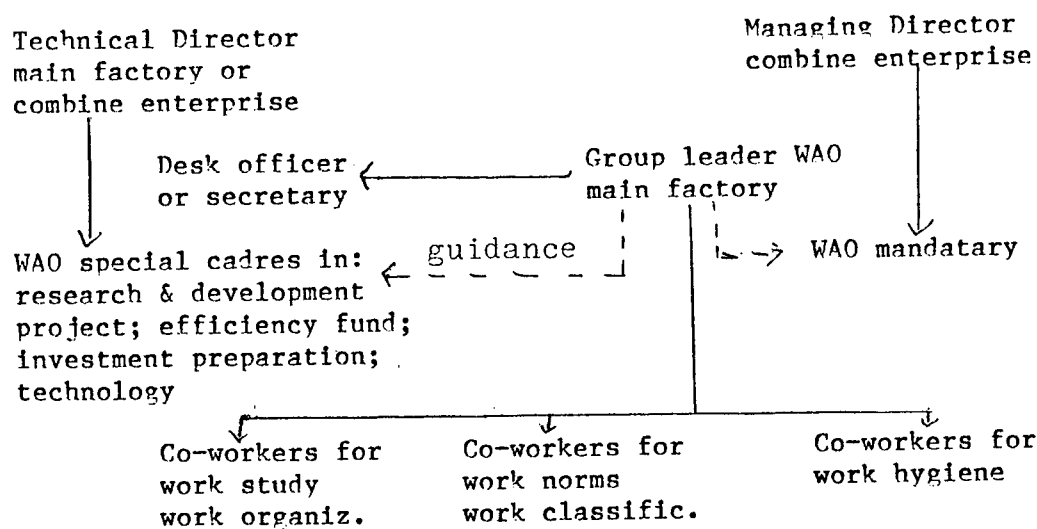 Technical Director
main factory or
combine enterprise
Managing Director
combine enterprise
Desk officer
or secretary
Group leader WAO
main factory
guidance
WAO special cadres in:
research & development
project; efficiency fund;
investment preparation;
technology
WAO mandatary
Co-workers for
work study
work organiz.
Co-workers for
work norms
work classific.
Co-workers for
work hygiene